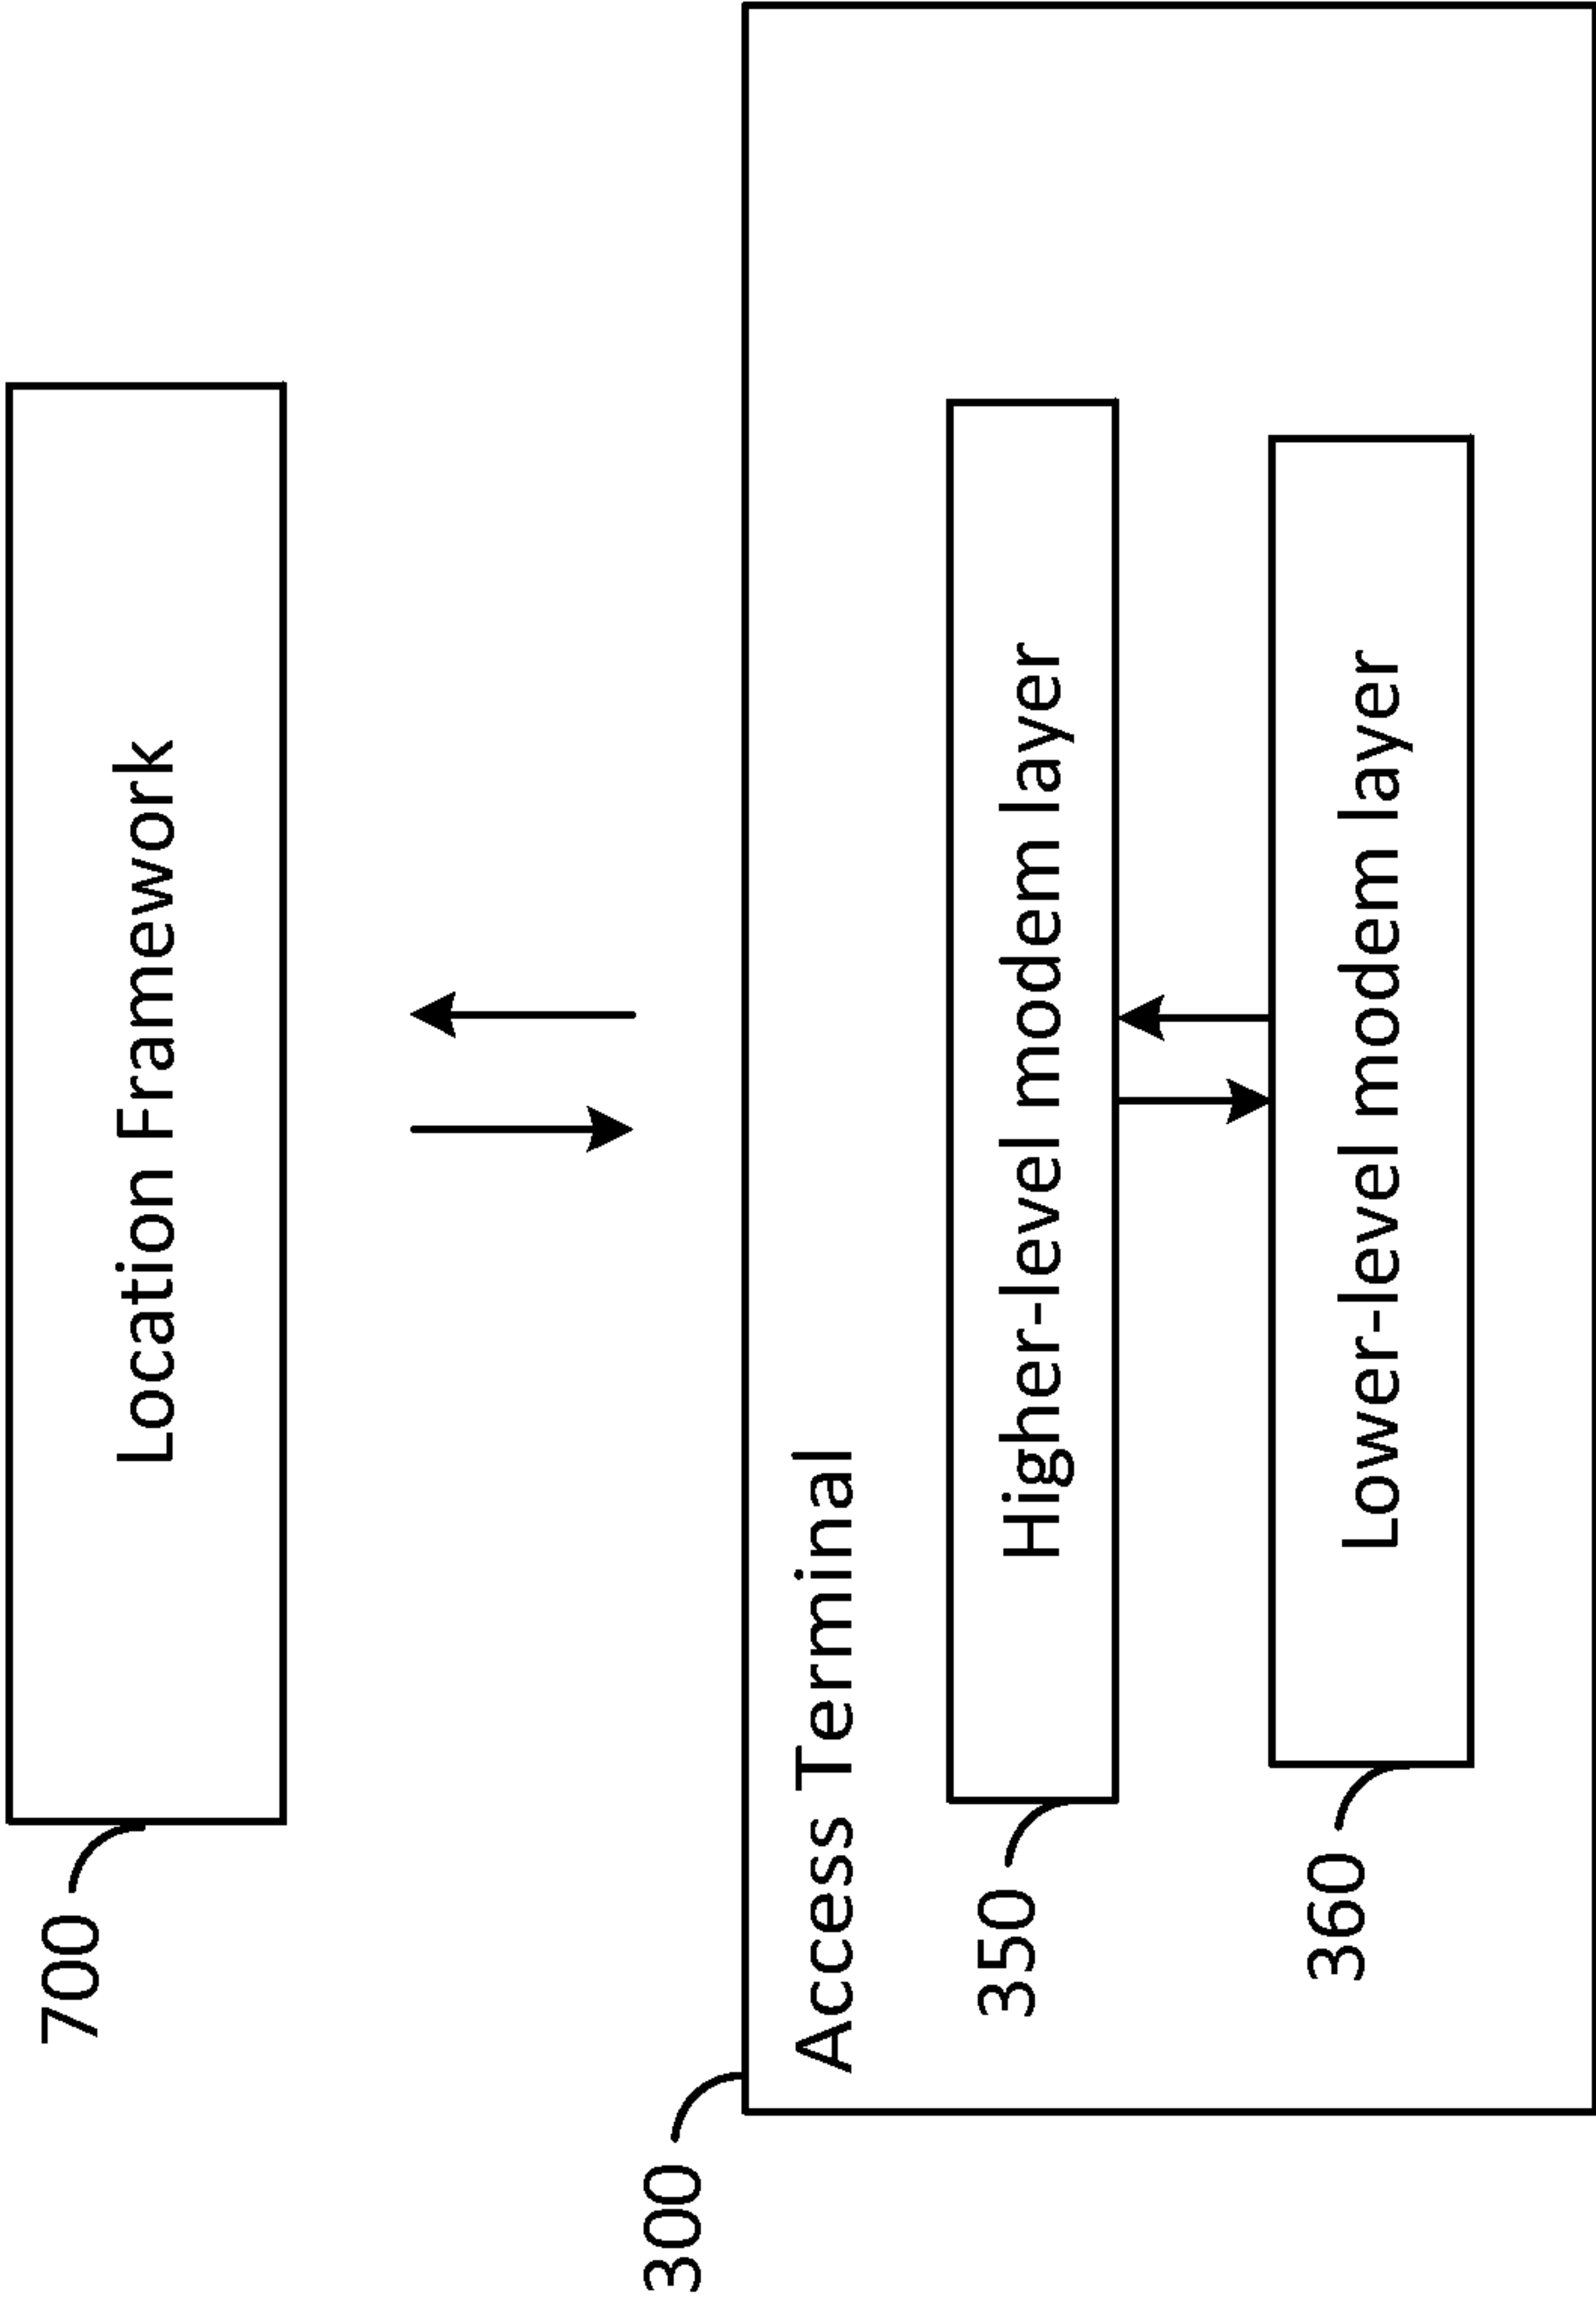 700
Location Framework
300
Access Terminal
350
Higher-level modem layer
360
Lower-level modem layer